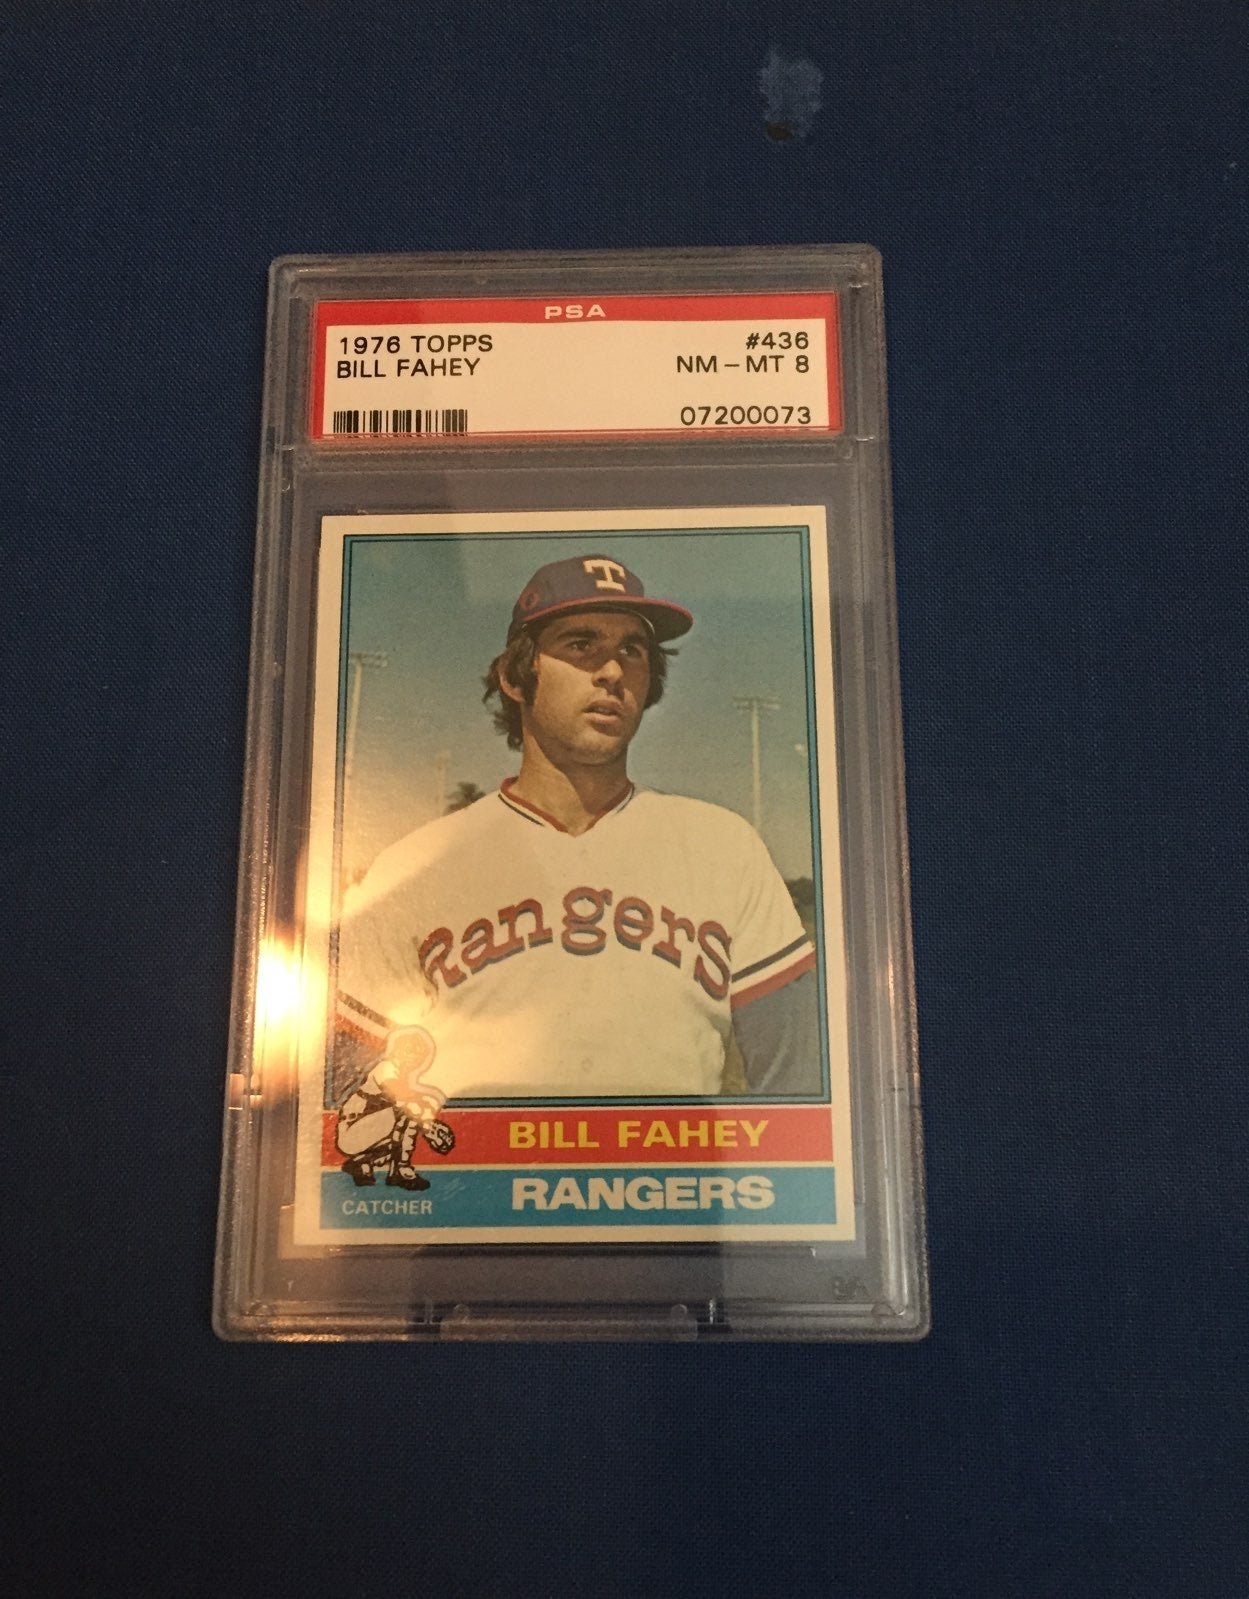 PSA
1976 TOPPS #436
BILL FAHEY NM - MT 8
07200073
T
Rangers
BILL FAHEY
CATCHER RANGERS